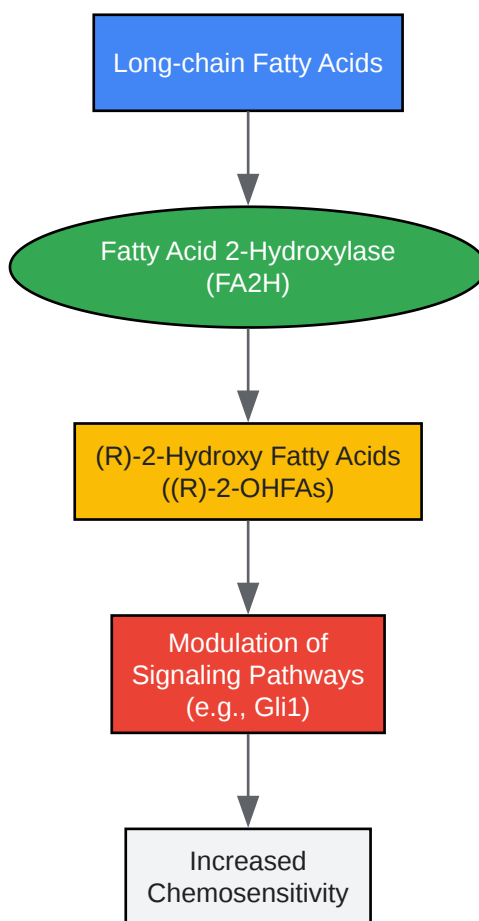 Long-chain Fatty Acids
Fatty Acid 2-Hydroxylase
(FA2H)
(R)-2-Hydroxy Fatty Acids
((R)-2-OHFAs)
Modulation of
Signaling Pathways
(e.g., Gli1)
Increased
Chemosensitivity